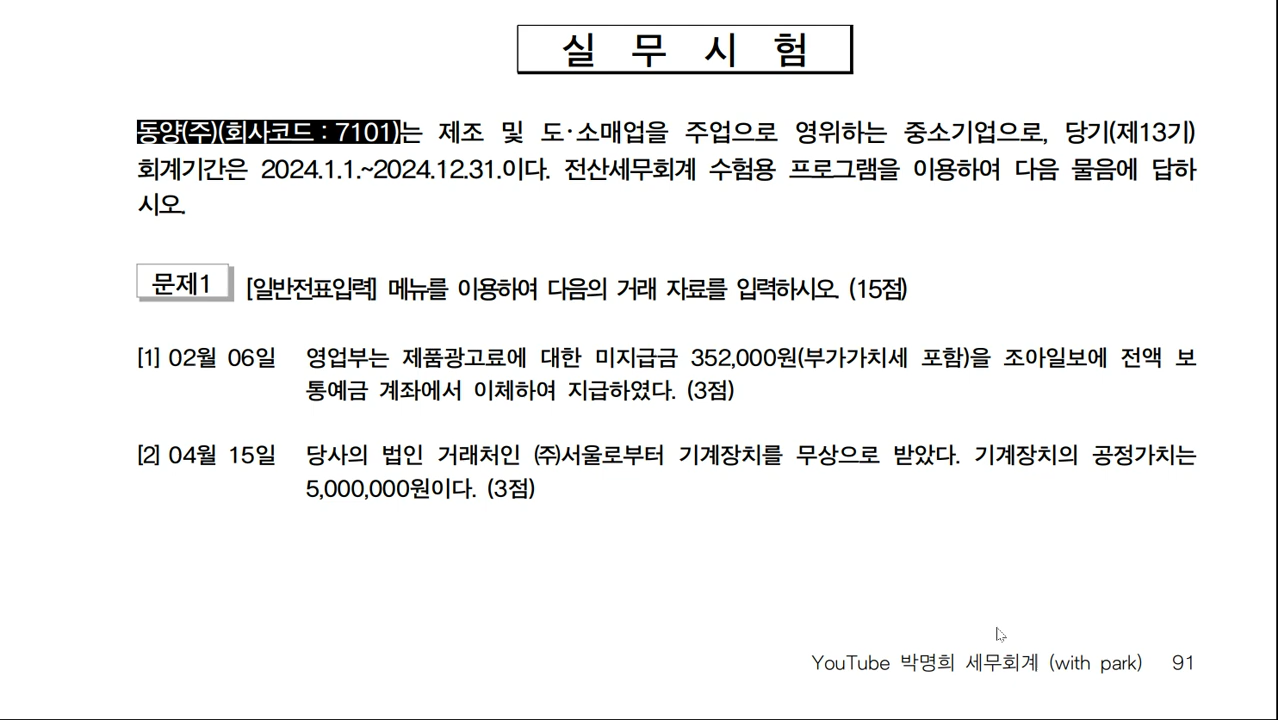 실 무 시 험
동양(주)(회사코드 : 7101)는 제조 및 도·소매업을 주업으로 영위하는 중소기업으로, 당기(제13기)
회계기간은 2024.1.1.~2024.12.31.이다. 전산세무회계 수험용 프로그램을 이용하여 다음 물음에 답하
시오.
문제1 [일반전표입력] 메뉴를 이용하여 다음의 거래 자료를 입력하시오. (15점)
[1] 02월 06일 영업부는 제품광고료에 대한 미지급금 352,000원(부가가치세 포함)을 조아일보에 전액 보
통예금 계좌에서 이체하여 지급하였다. (3점)
[2] 04월 15일 당사의 법인 거래처인 ㈜서울로부터 기계장치를 무상으로 받았다. 기계장치의 공정가치는
5,000,000원이다. (3점)
YouTube 박명희 세무회계 (with park) 91